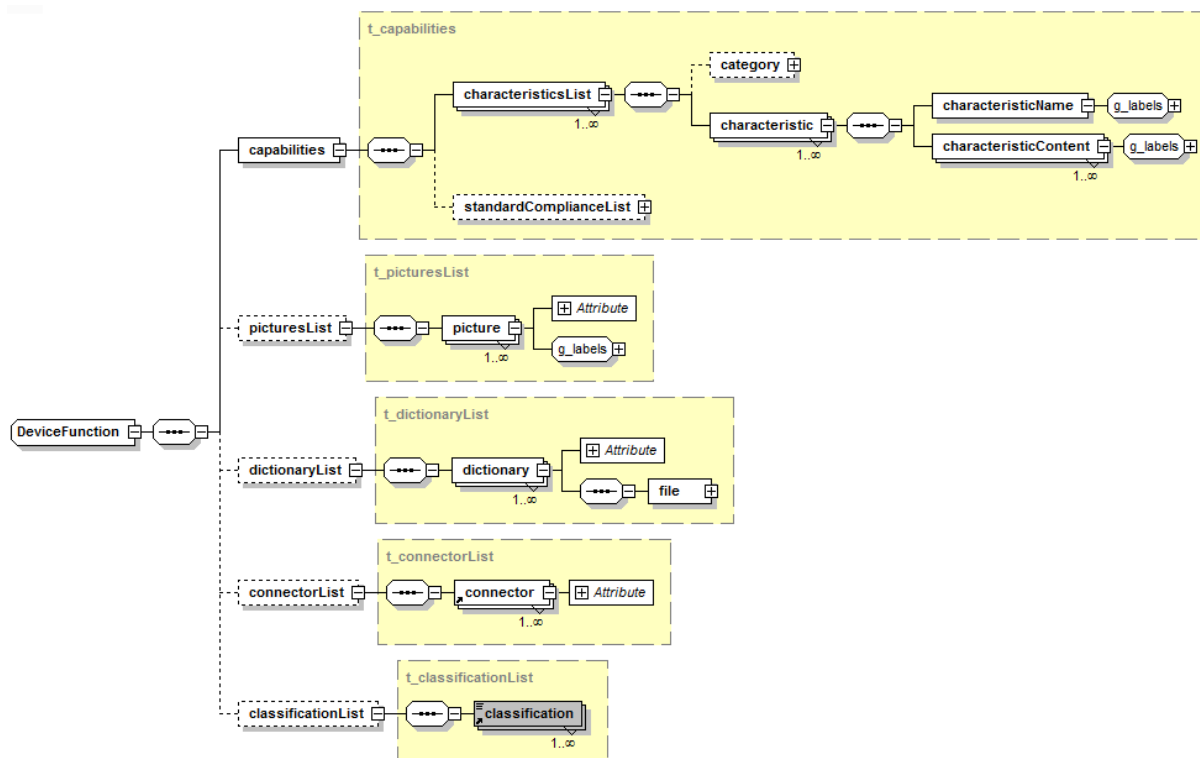 t_capabilities
category
characteristicsList
1..∞
characteristic
1..∞
characteristicName
g_labels
characteristicContent
g_labels
1..∞
capabilities
standardComplianceList
t_picturesList
picturesList
picture
1..∞
Attribute
g_labels
DeviceFunction
t_dictionaryList
dictionaryList
dictionary
1..∞
Attribute
file
t_connectorList
connectorList
connector
1..∞
Attribute
t_classificationList
classificationList
classification
1..∞